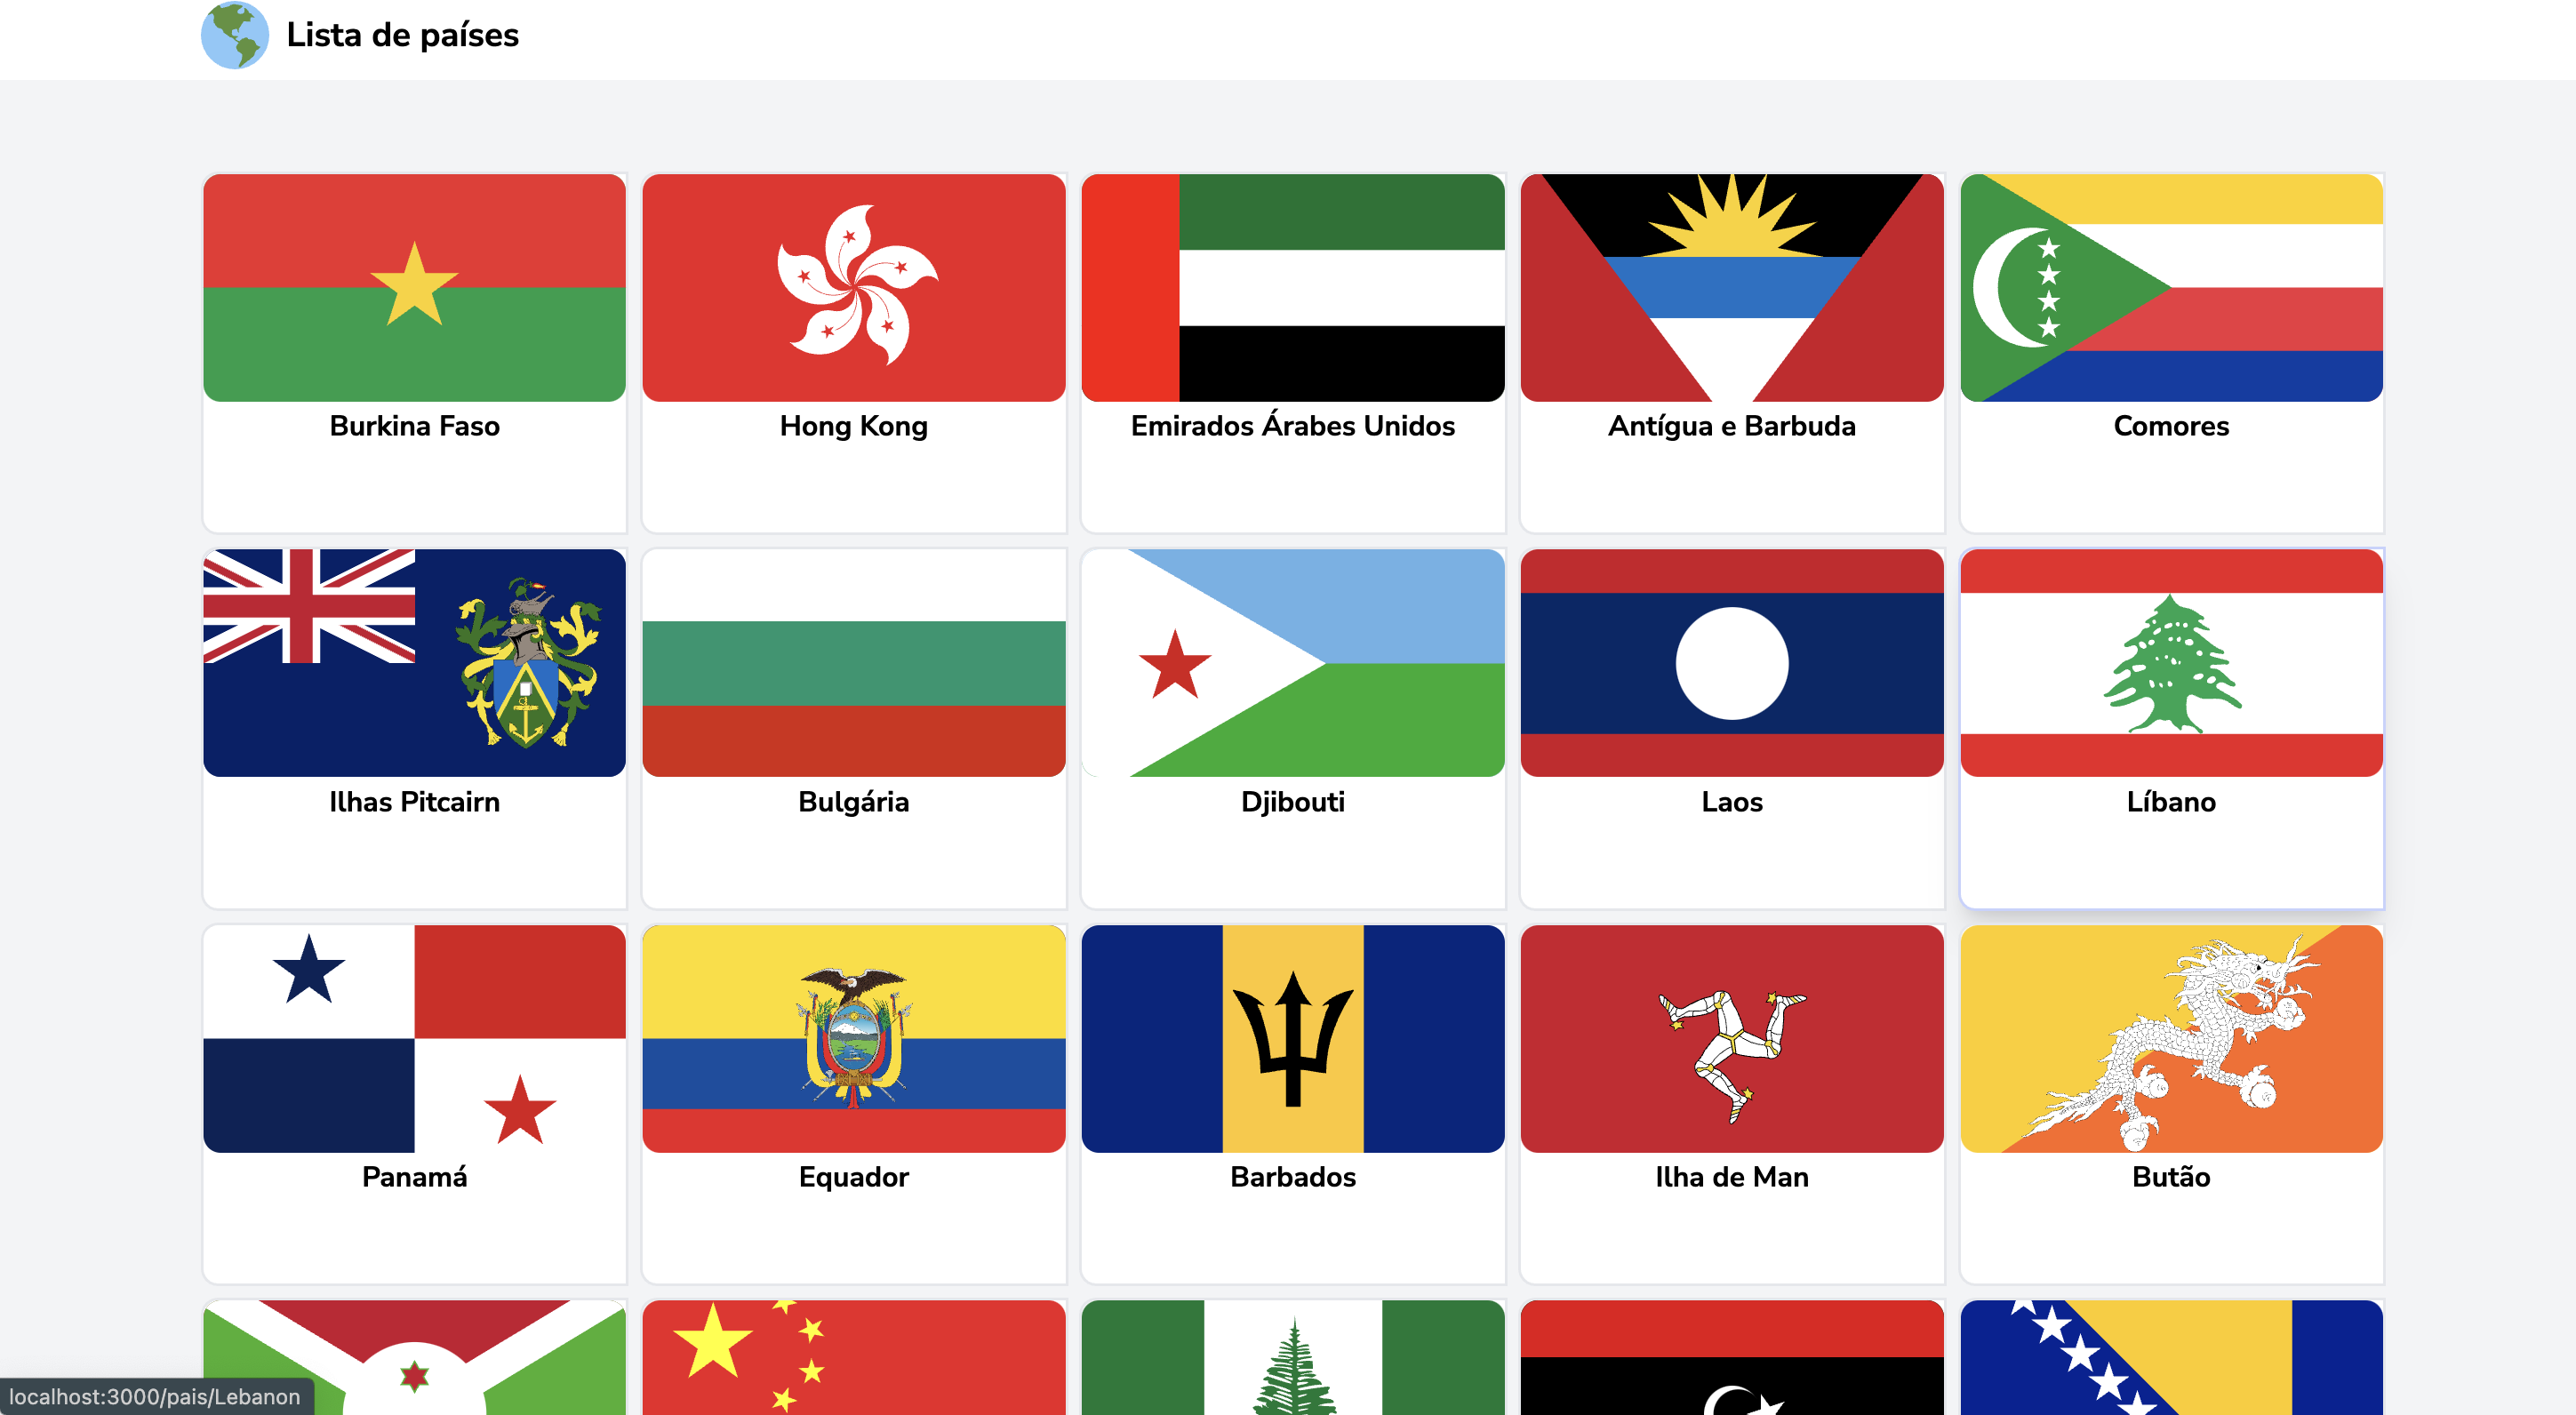 Lista de países
Burkina Faso
Hong Kong
Emirados Árabes Unidos
Antígua e Barbuda
Comores
Ilhas Pitcairn
Bulgária
Djibouti
Laos
Líbano
Panamá
Equador
Barbados
Ilha de Man
Butão
localhost:3000/pais/Lebanon